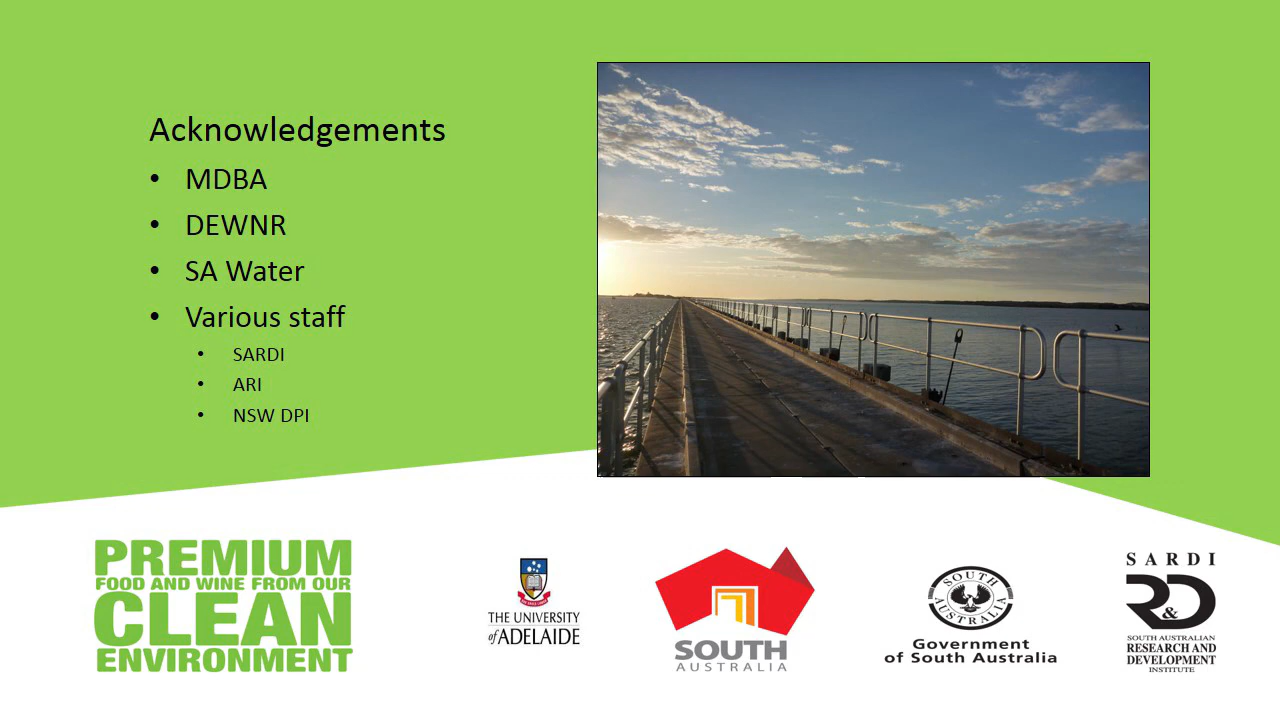 Acknowledgements
• MDBA
• DEWNR
• SA Water
• Various staff
• SARDI
• ARI
• NSW DPI
PREMIUM
FOOD AND WINE FROM OUR
CLEAN
ENVIRONMENT
THE UNIVERSITY
of ADELAIDE
SOUTH
AUSTRALIA
SOUTH
AUSTRALIA
Government
of South Australia
SARDI
R&D
SOUTH AUSTRALIAN
RESEARCH AND
DEVELOPMENT
INSTITUTE